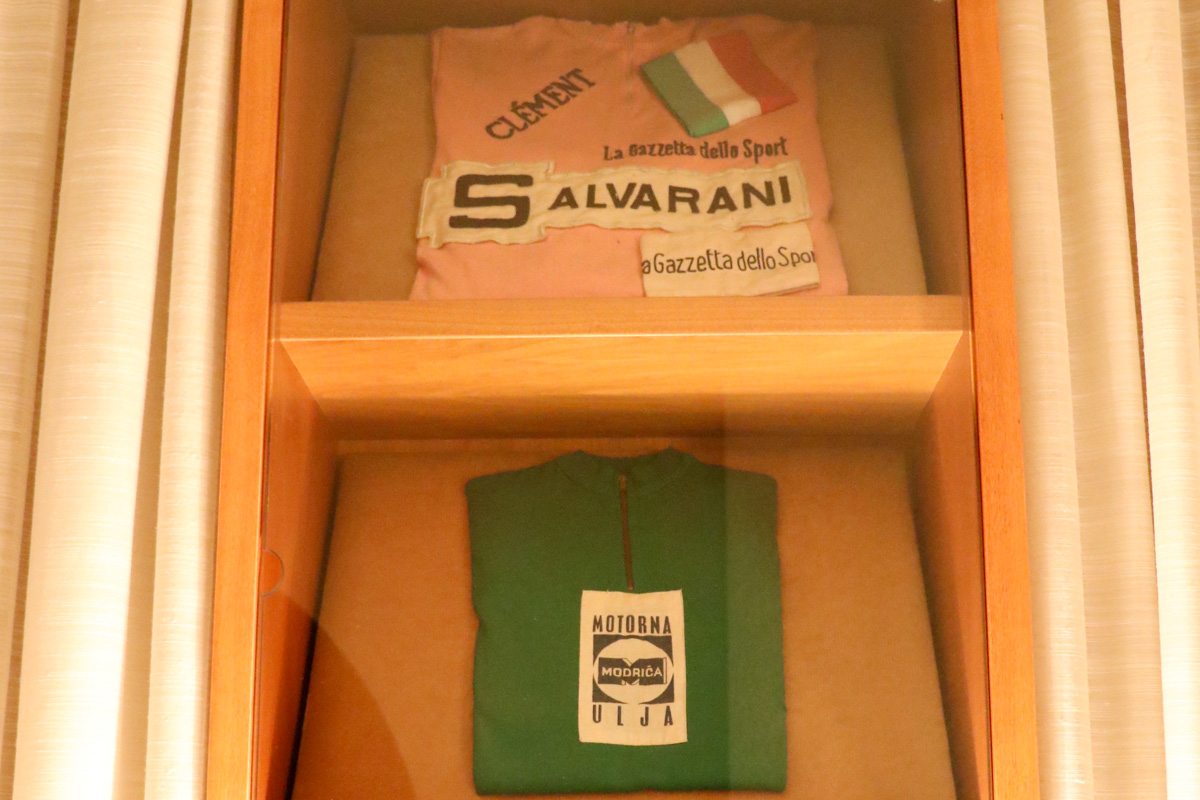 CLÉMENT
La Gazzetta dello Sport
SALVARANI
a Gazzetta dello Spor
MOTORNA
MODRIČA
ULJA